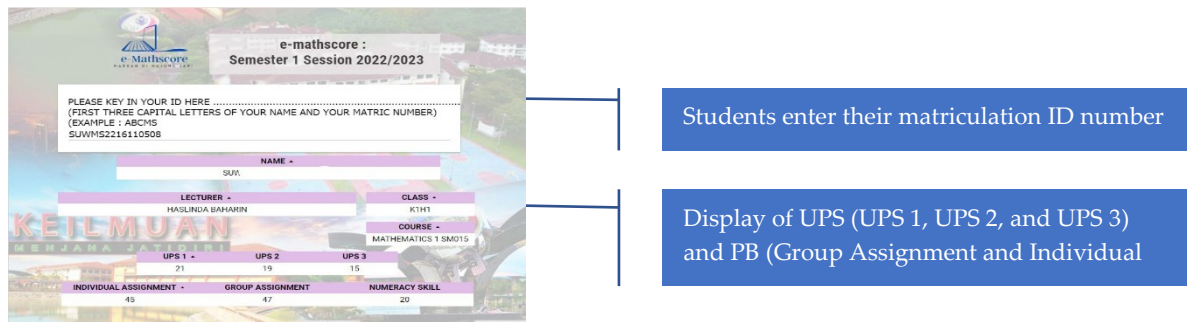 e-Mathscore
e-mathscore :
Semester 1 Session 2022/2023
PLEASE KEY IN YOUR ID HERE
(FIRST THREE CAPITAL LETTERS OF YOUR NAME AND YOUR MATRIC NUMBER)
(EXAMPLE : ABCMS
SUWMS2216110508
NAME
SUW.
LECTURER
CLASS
HASLINDA BAHARIN
K1H1
COURSE
MATHEMATICS 1 SM015
KEILMUAN
MENJANA JATIDIRI
UPS 1
UPS 2
UPS 3
21
19
15
INDIVIDUAL ASSIGNMENT
GROUP ASSIGNMENT
NUMERACY SKILL
45
47
20
Students enter their matriculation ID number
Display of UPS (UPS 1, UPS 2, and UPS 3)
and PB (Group Assignment and Individual